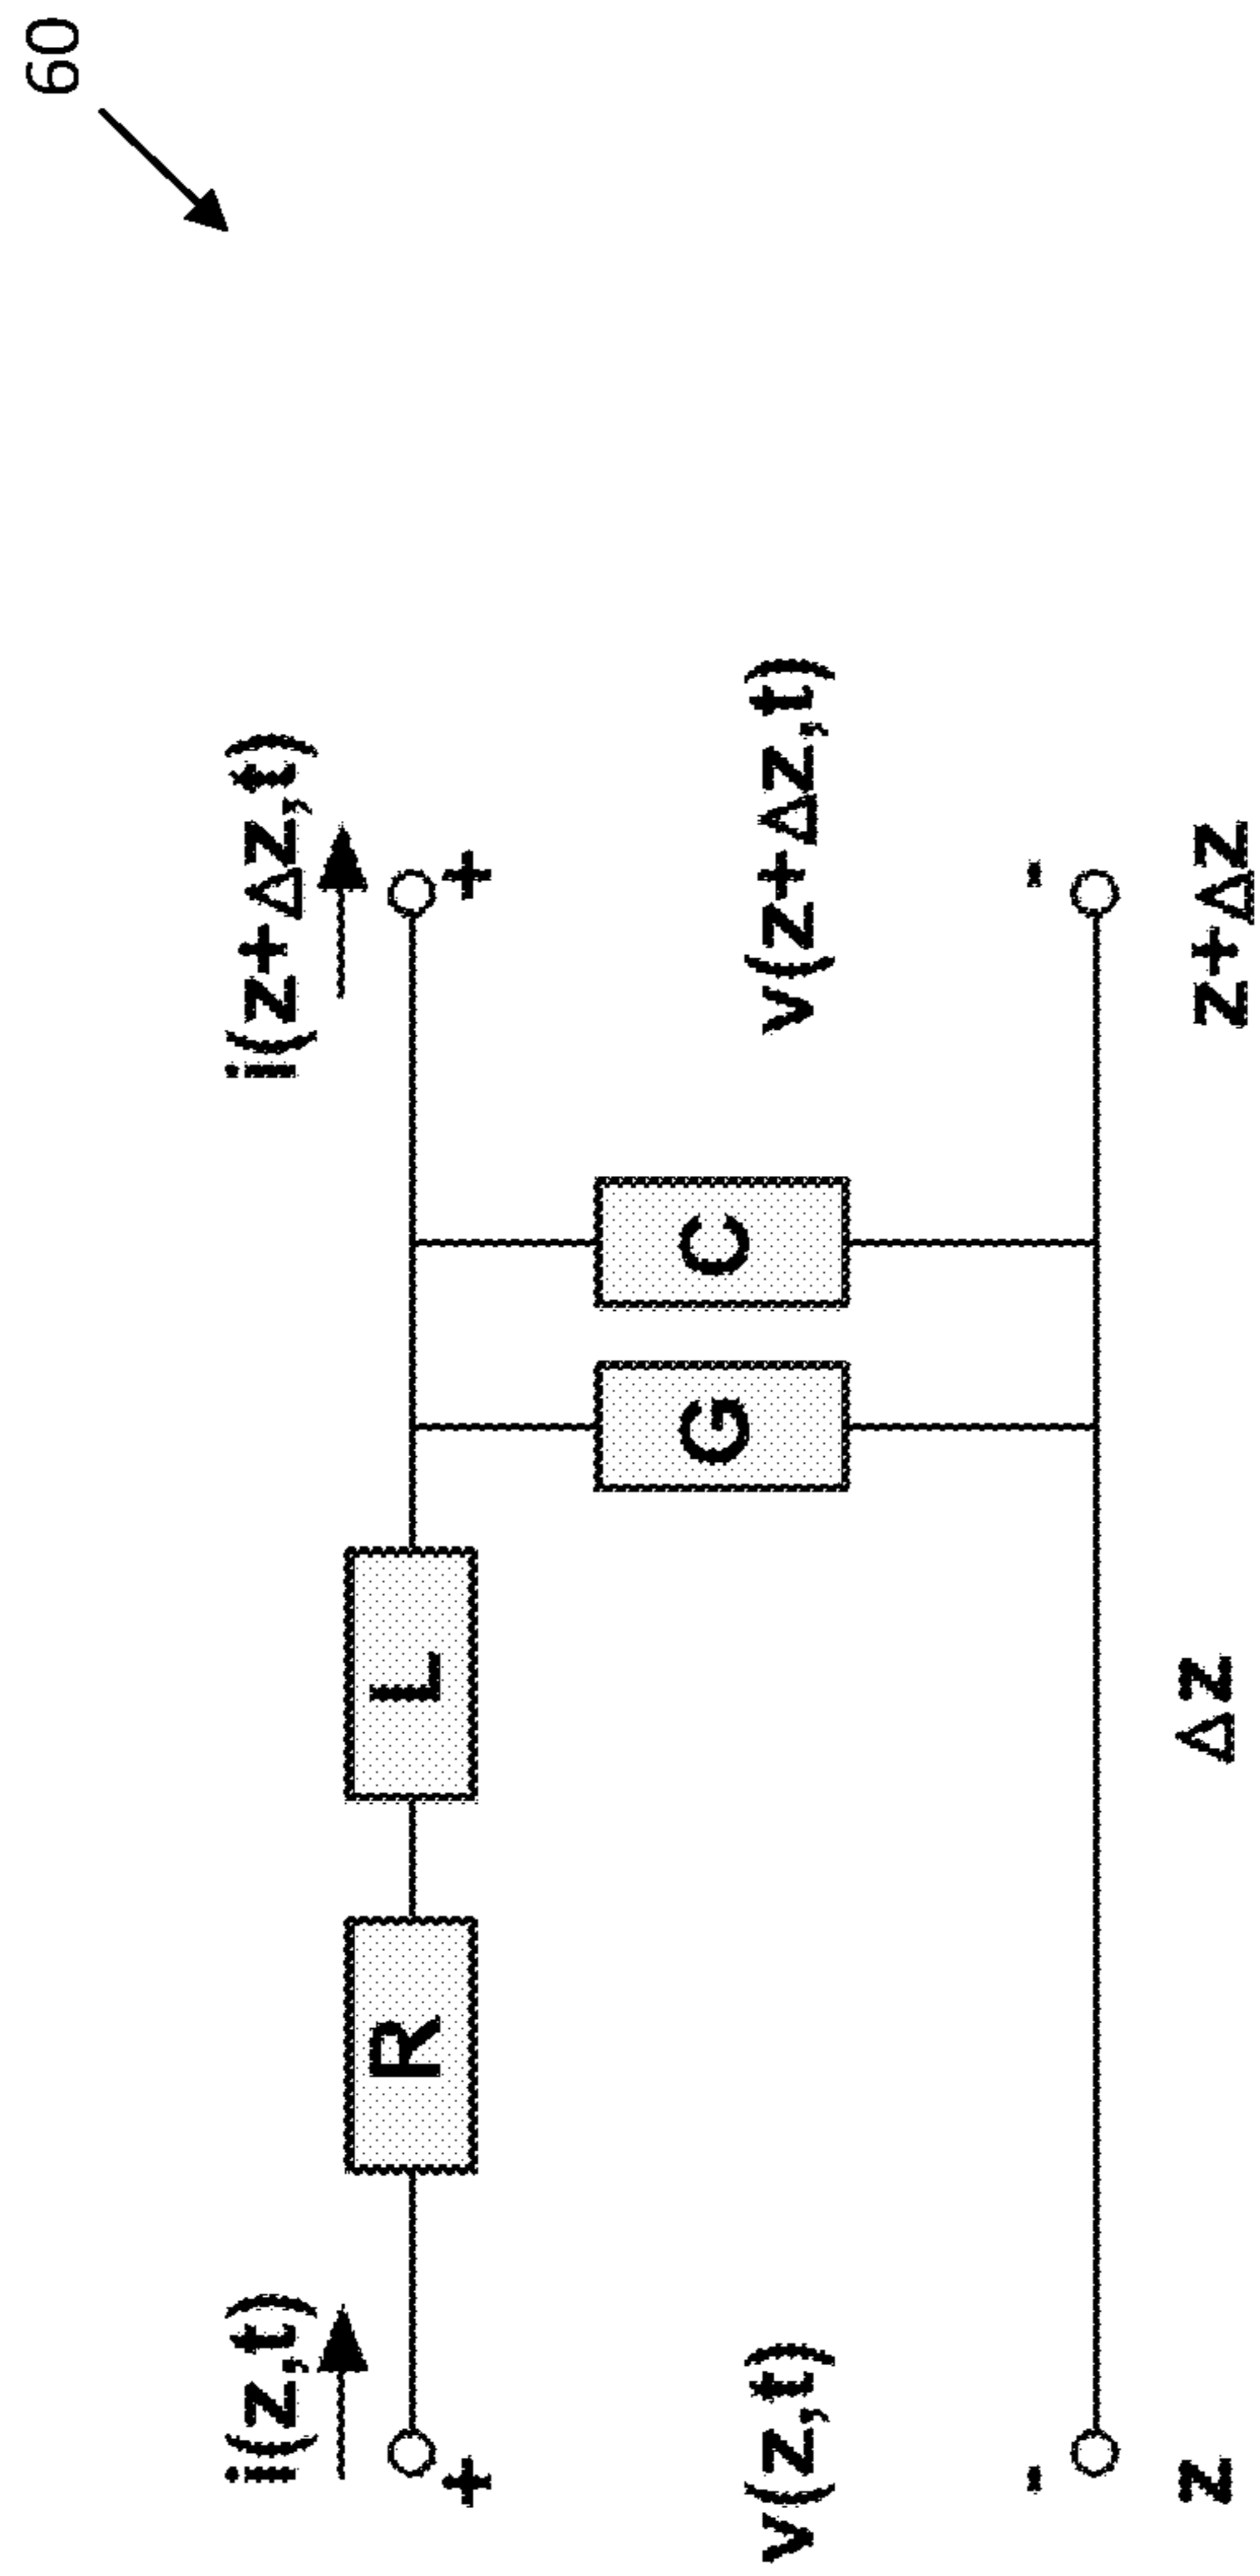 60
i(z,t)
i(z+Δz,t)
+
R
L
+
v(z,t)
G
C
v(z+Δz,t)
-
-
z
Δz
z+Δz